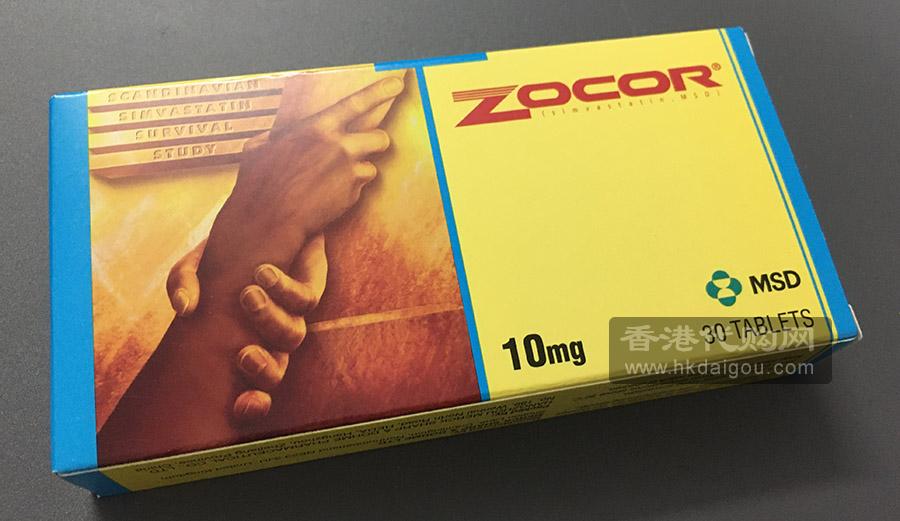 SCANDINAVIAN
SIMVASTATIN
SURVIVAL
STUDY
ZOCOR®
(simvastatin, MSD)
MSD
10mg
30 TABLETS
香港代购网
www.hkdaigou.com